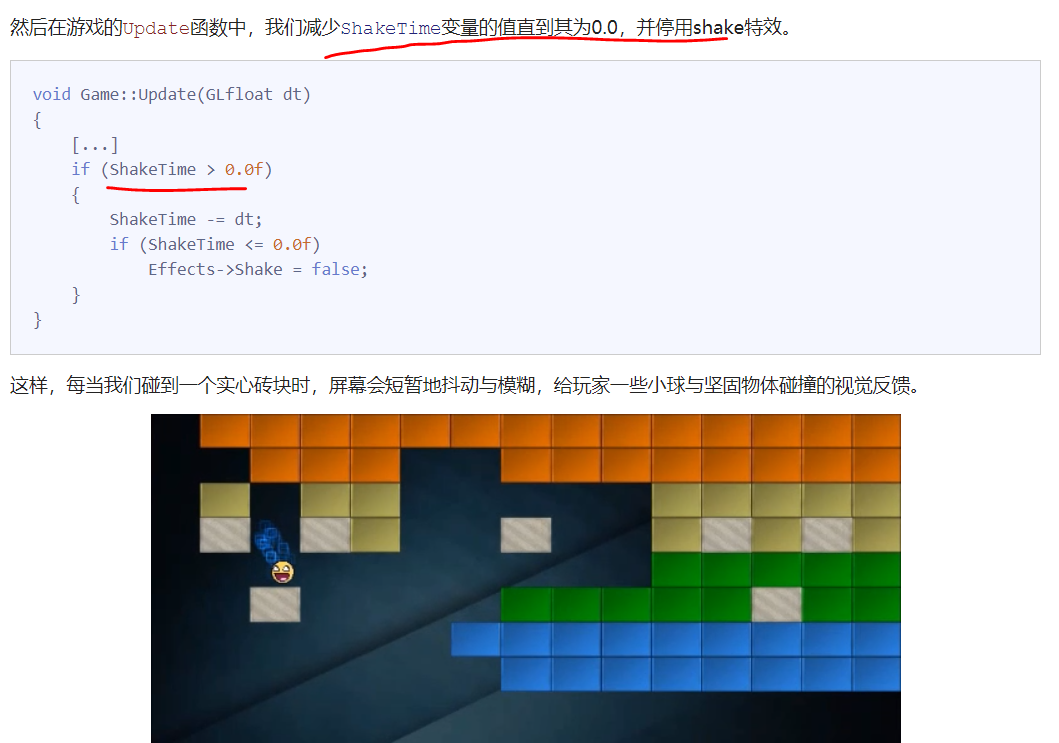 然后在游戏的Update函数中，我们减少ShakeTime变量的值直到其为0.0，并停用shake特效。
void Game::Update(GLfloat dt)
{
    [...]
    if (ShakeTime > 0.0f)
    {
        ShakeTime -= dt;
        if (ShakeTime <= 0.0f)
            Effects->Shake = false;
    }
}
这样，每当我们碰到一个实心砖块时，屏幕会短暂地抖动与模糊，给玩家一些小球与坚固物体碰撞的视觉反馈。